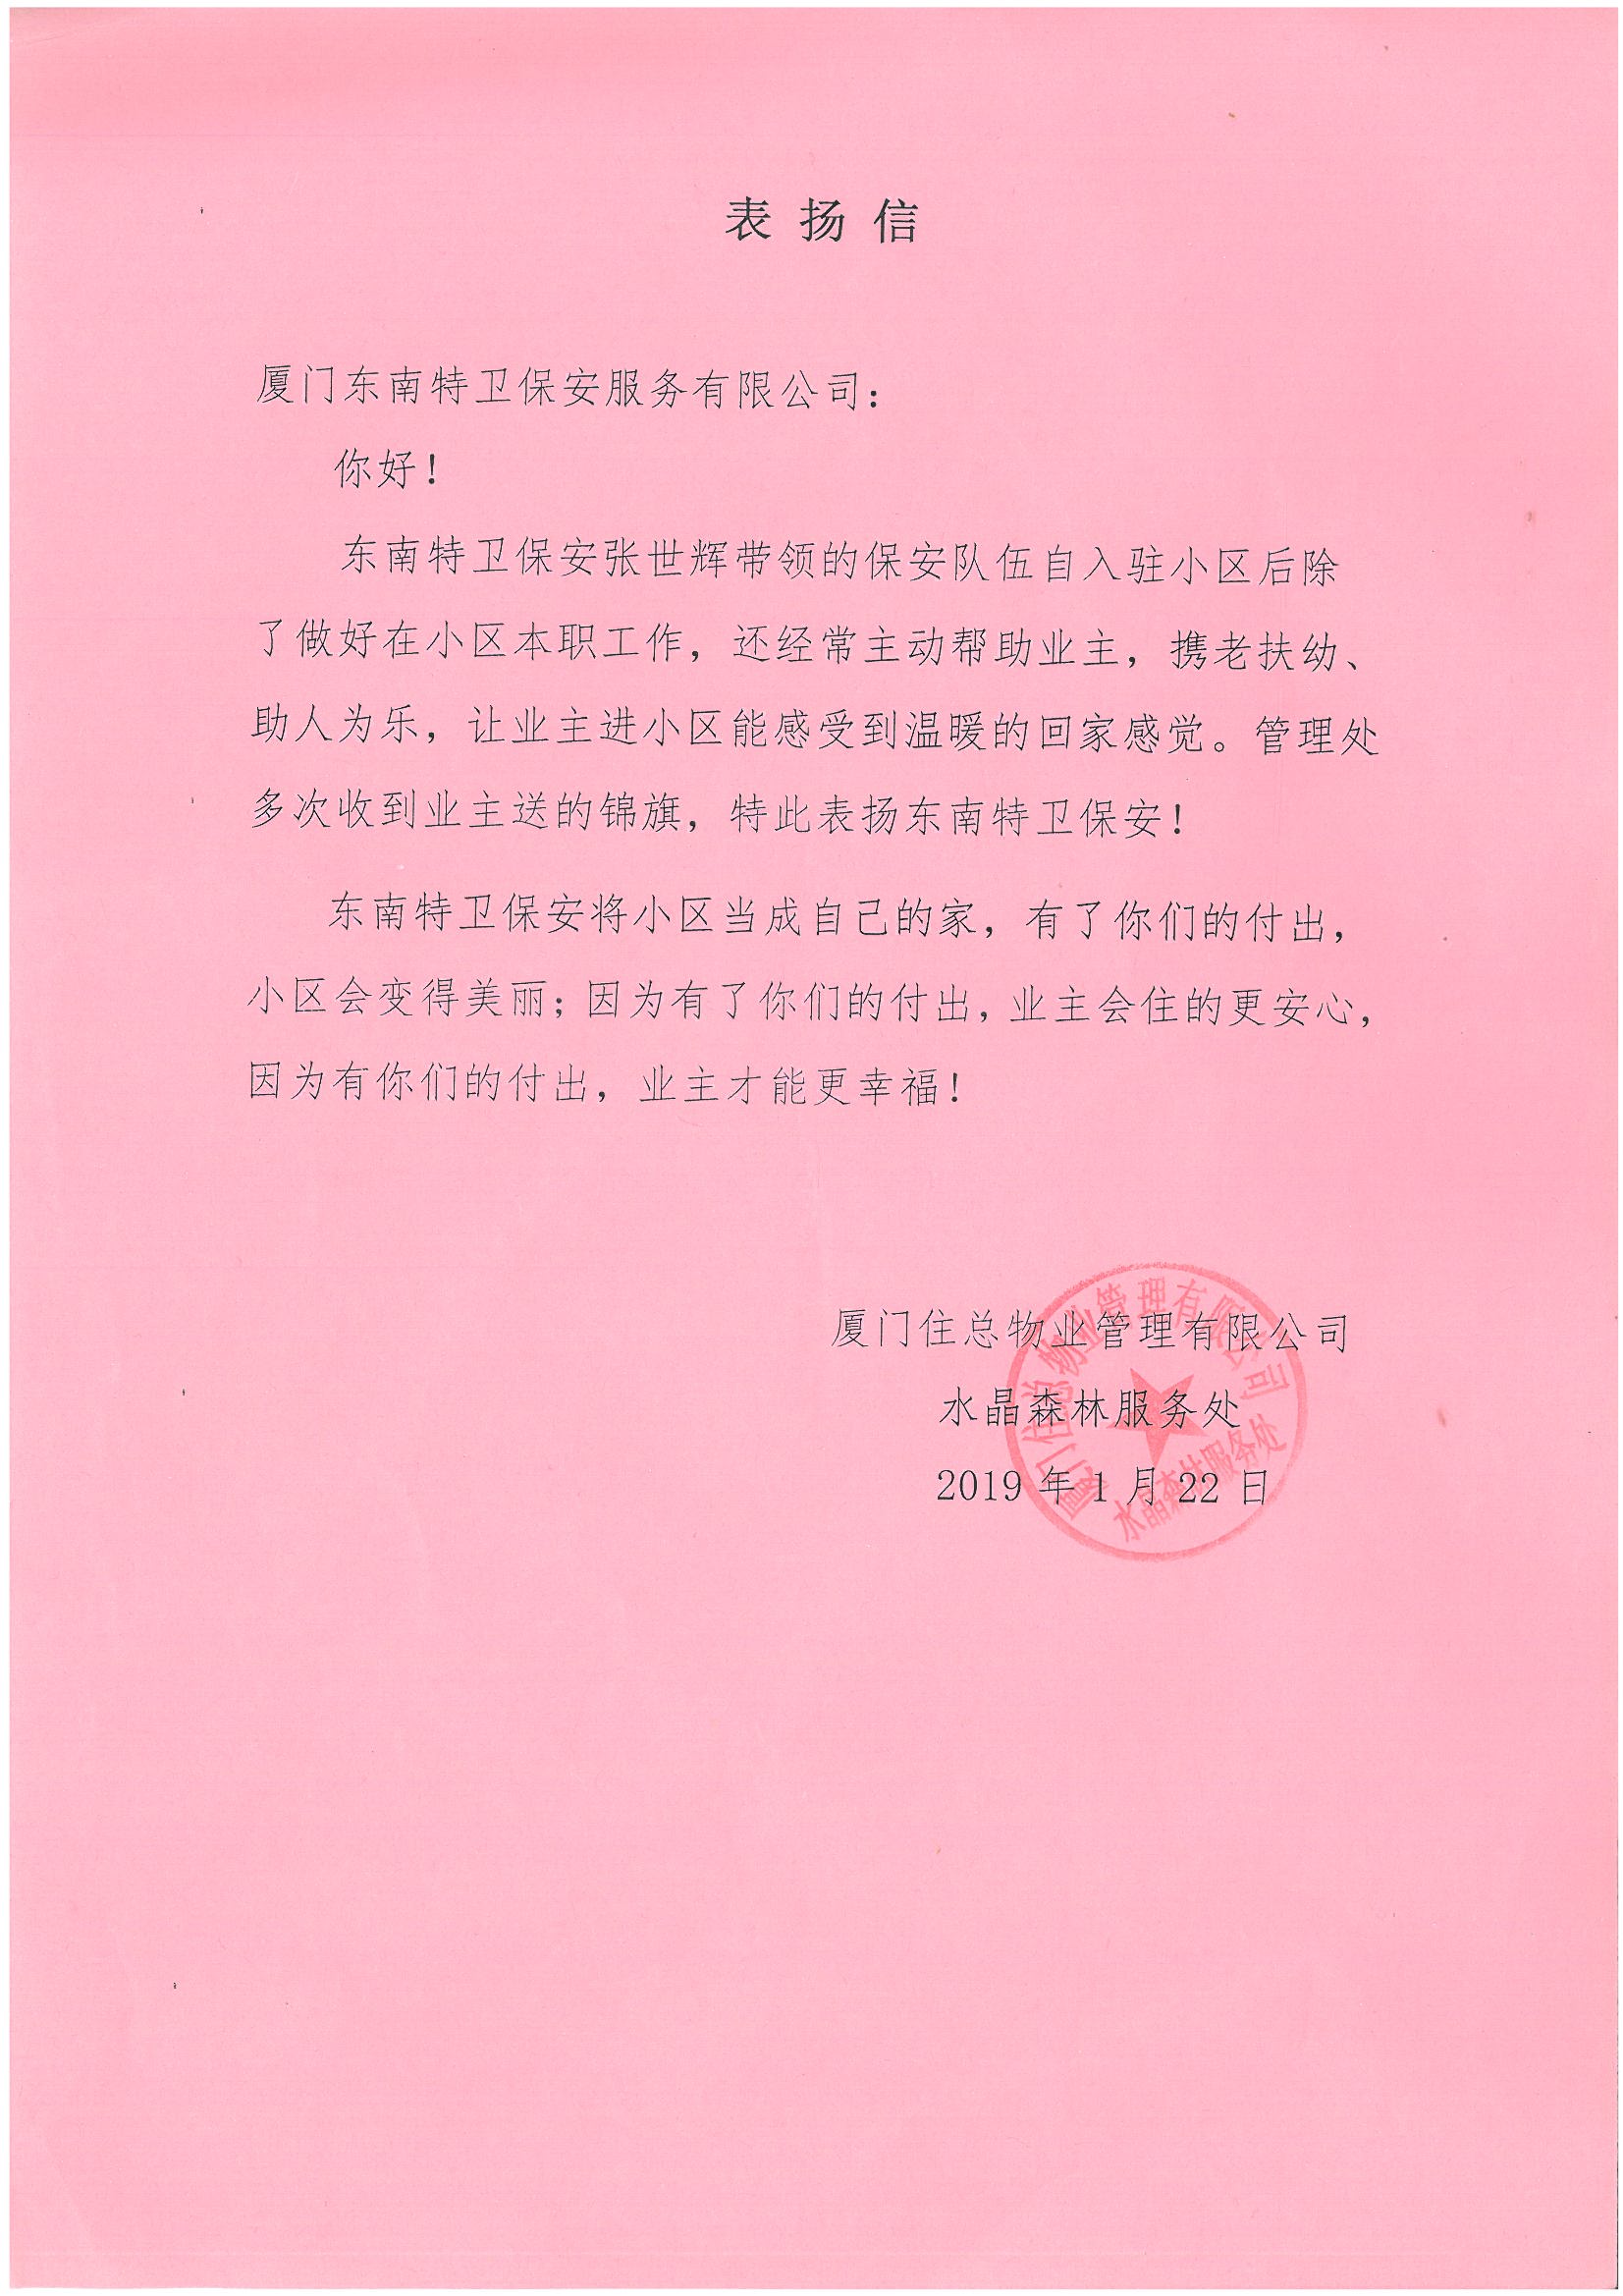 表扬信
厦门东南特卫保安服务有限公司：
你好！
东南特卫保安张世辉带领的保安队伍自入驻小区后除
了做好在小区本职工作，还经常主动帮助业主，携老扶幼、
助人为乐，让业主进小区能感受到温暖的回家感觉。管理处
多次收到业主送的锦旗，特此表扬东南特卫保安！
东南特卫保安将小区当成自己的家，有了你们的付出，
小区会变得美丽；因为有了你们的付出，业主会住的更安心，
因为有你们的付出，业主才能更幸福！
厦门住总物业管理有限公司
水晶森林服务处
2019 年 1 月 22 日
厦门住总物业管理有限公司
水晶森林服务处